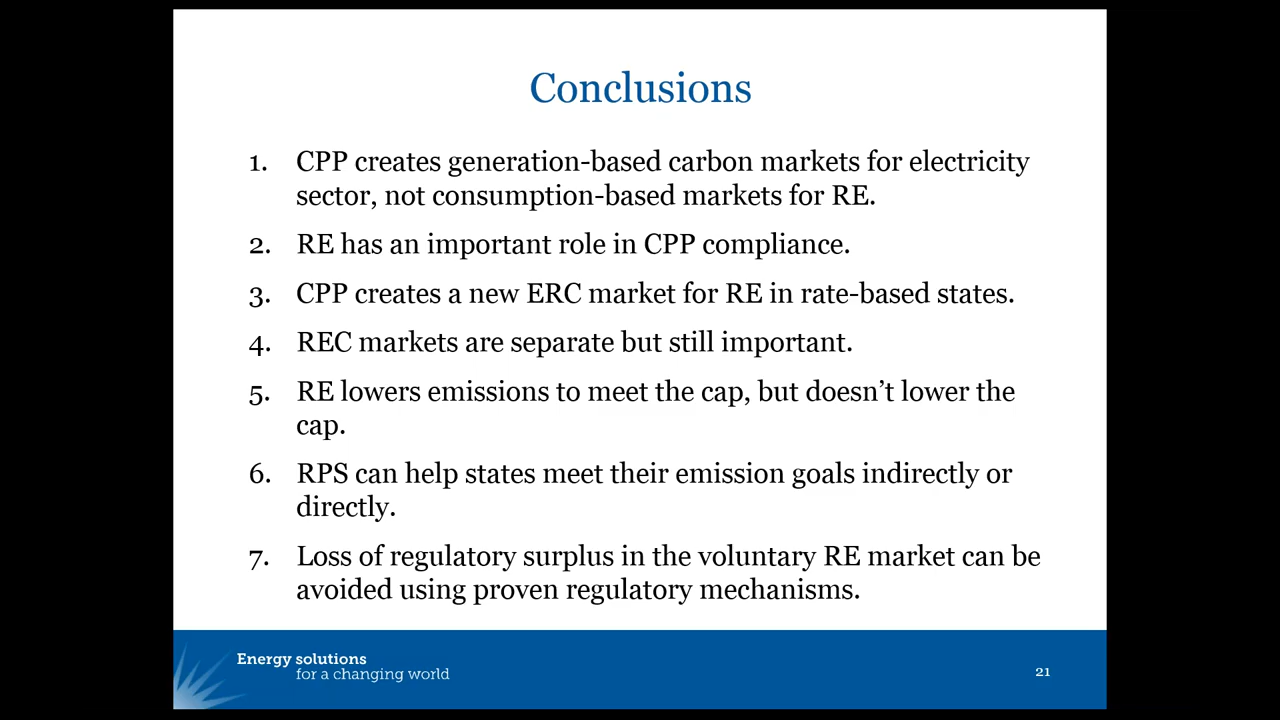 Conclusions
1. CPP creates generation-based carbon markets for electricity
sector, not consumption-based markets for RE.
2. RE has an important role in CPP compliance.
3. CPP creates a new ERC market for RE in rate-based states.
4. REC markets are separate but still important.
5. RE lowers emissions to meet the cap, but doesn’t lower the
cap.
6. RPS can help states meet their emission goals indirectly or
directly.
7. Loss of regulatory surplus in the voluntary RE market can be
avoided using proven regulatory mechanisms.
Energy solutions
for a changing world
21